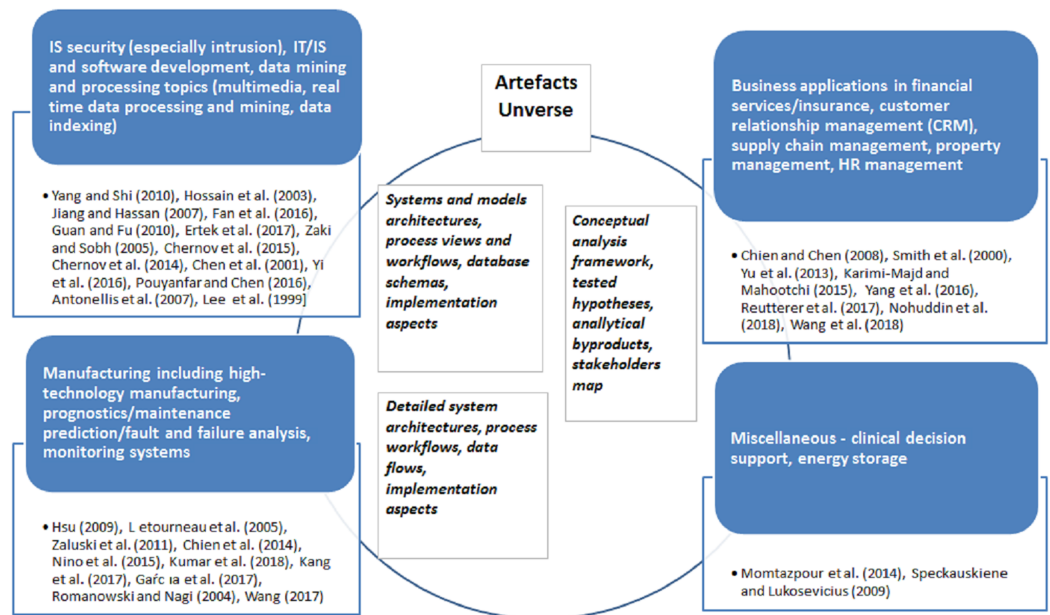 IS security (especially intrusion), IT/IS
and software development, data mining
and processing topics (multimedia, real
time data processing and mining, data
indexing)
• Yang and Shi (2010), Hossain et al. (2003),
Jiang and Hassan (2007), Fan et al. (2016),
Guan and Fu (2010), Ertek et al. (2017), Zaki
and Sobh (2005), Chernov et al. (2015),
Chernov et al. (2014), Chen et al. (2001), Yi
et al. (2016), Pouyanfar and Chen (2016),
Antonellis et al. (2007), Lee et al. 1999]
Manufacturing including high-
technology manufacturing,
prognostics/maintenance
prediction/fault and failure analysis,
monitoring systems
• Hsu (2009), L etourneau et al. (2005),
Zaluski et al. (2011), Chien et al. (2014),
Nino et al. (2015), Kumar et al. (2018), Kang
et al. (2017), Gaŕc ıa et al. (2017),
Romanowski and Nagi (2004), Wang (2017)
Artefacts
Unverse
Systems and models
architectures,
process views and
workflows, database
schemas,
implementation
aspects
Detailed system
architectures, process
workflows, data
flows,
implementation
aspects
Conceptual
analysis
framework,
tested
hypotheses,
anallytical
byproducts,
stakeholders
map
Business applications in financial
services/insurance, customer
relationship management (CRM),
supply chain management, property
management, HR management
• Chien and Chen (2008), Smith et al. (2000),
Yu et al. (2013), Karimi-Majd and
Mahootchi (2015), Yang et al. (2016),
Reutterer et al. (2017), Nohuddin et al.
(2018), Wang et al. (2018)
Miscellaneous - clinical decision
support, energy storage
• Momtazpour et al. (2014), Speckauskiene
and Lukosevicius (2009)